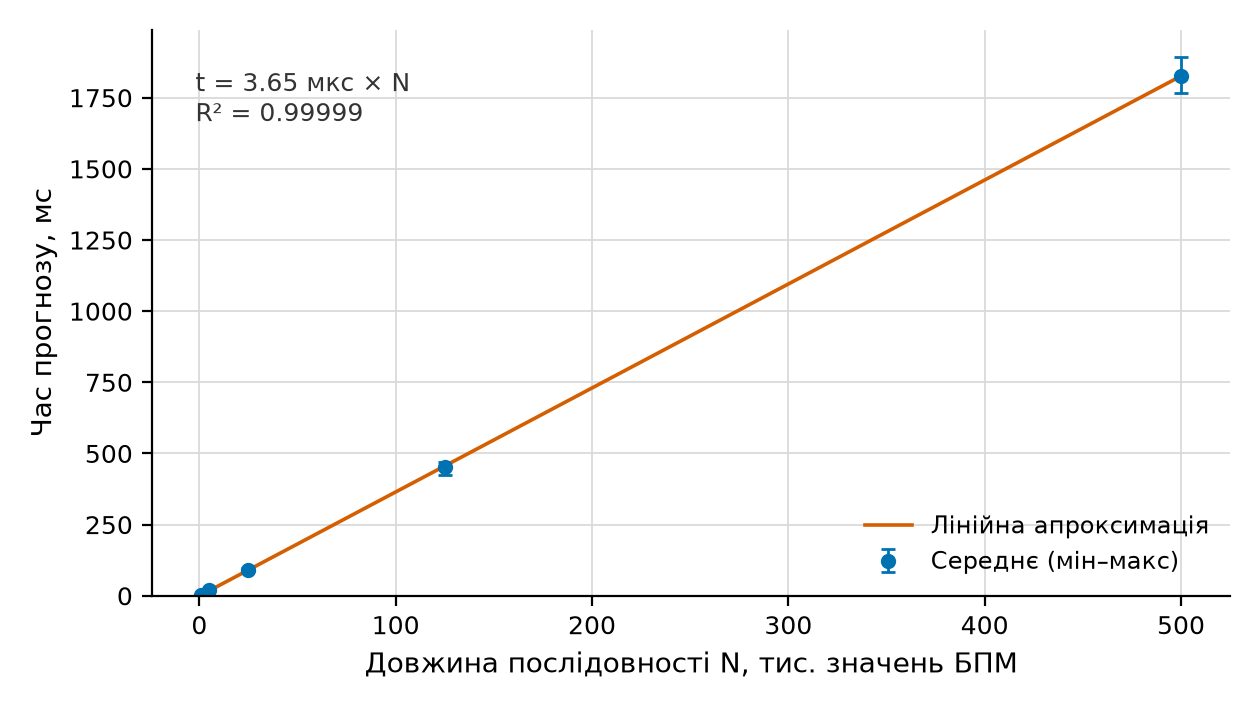 t = 3.65 мкс × N
R² = 0.99999
Час прогнозу, мс
1750
1500
1250
1000
750
500
250
0
Лінійна апроксимація
Середнє (мін–макс)
0 100 200 300 400 500
Довжина послідовності N, тис. значень БПМ